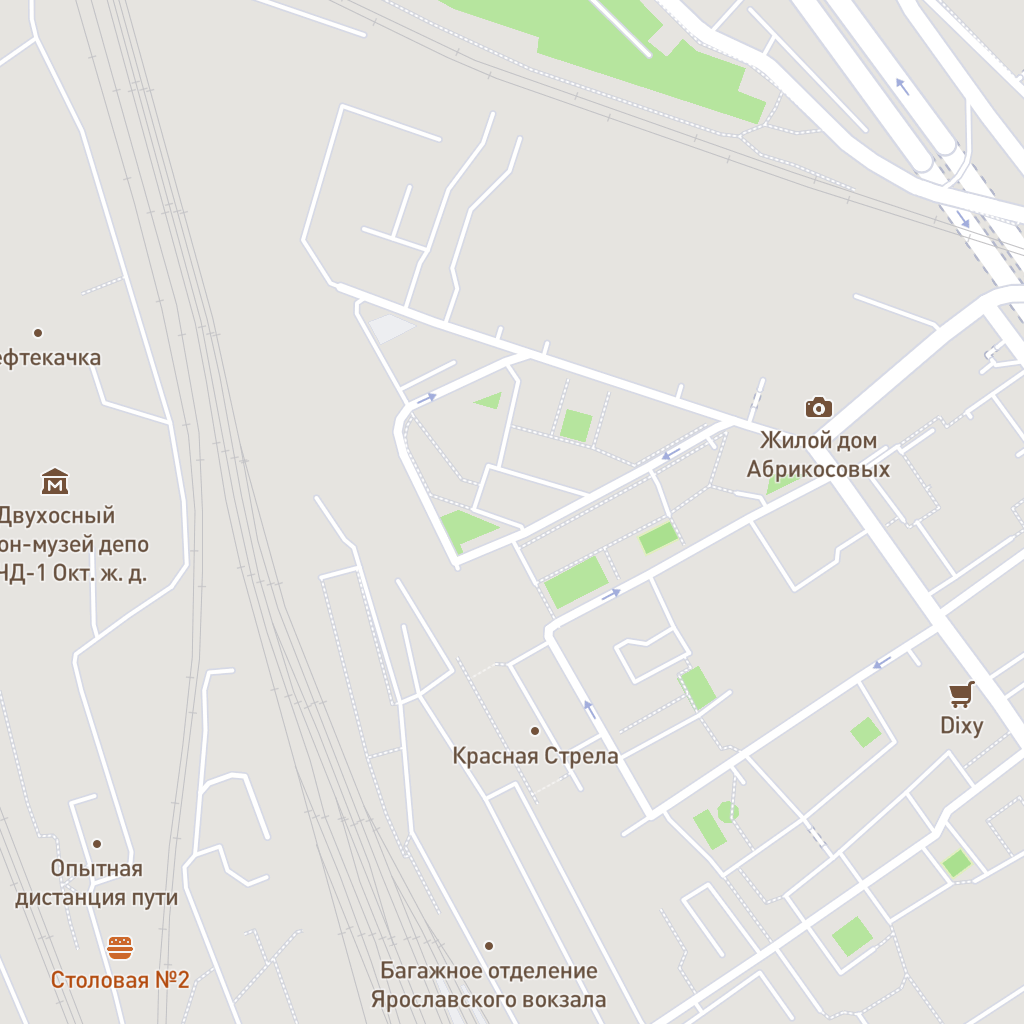 ефтекачка
Жилой дом
Абрикосовых
Двухосный
он-музей депо
НД-1 Окт. ж. д.
Dixy
Красная Стрела
Опытная
дистанция пути
Столовая №2
Багажное отделение
Ярославского вокзала